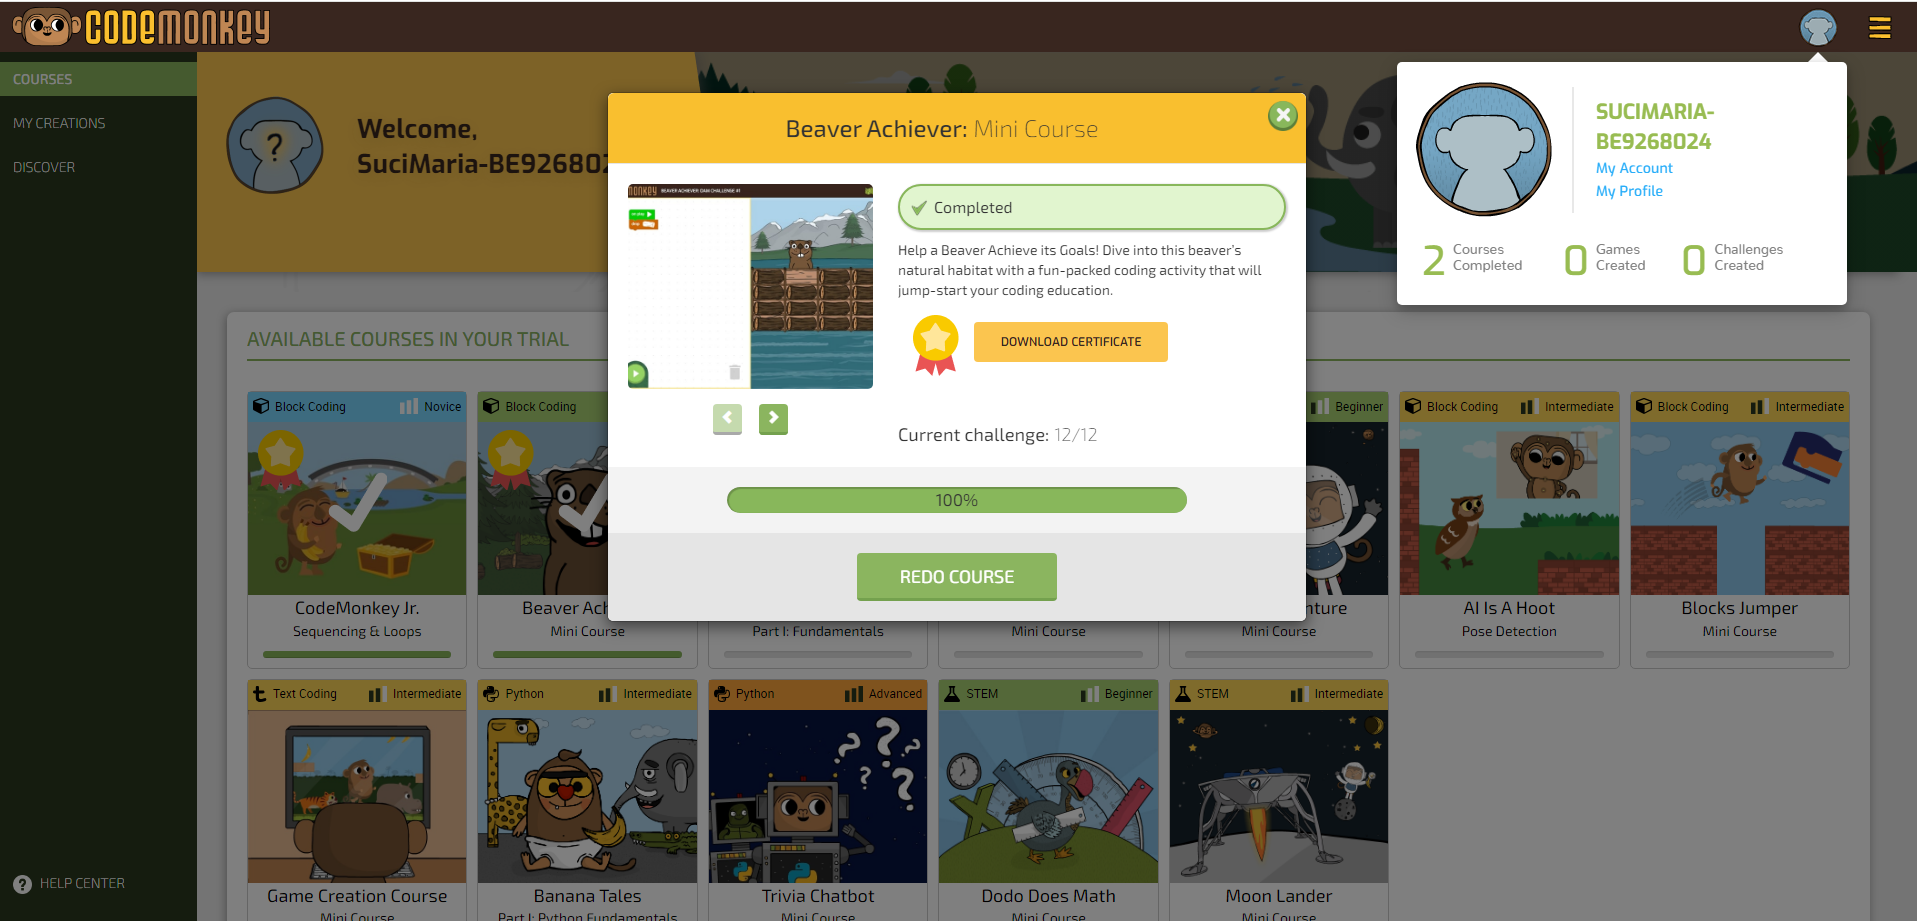 CODEMONKEY
COURSES
MY CREATIONS
DISCOVER
HELP CENTER
?
Welcome,
SuciMaria-BE926802
SUCIMARIA-
BE9268024
My Account
My Profile
2 Courses Completed
0 Games Created
0 Challenges Created
Beaver Achiever: Mini Course
BEAVER ACHIEVER: DAM CHALLENGE #1
Completed
Help a Beaver Achieve its Goals! Dive into this beaver's
natural habitat with a fun-packed coding activity that will
jump-start your coding education.
DOWNLOAD CERTIFICATE
Current challenge: 12/12
100%
REDO COURSE
AVAILABLE COURSES IN YOUR TRIAL
Block Coding Novice
CodeMonkey Jr.
Sequencing & Loops
Block Coding
Beaver Ach
Mini Course
Part I: Fundamentals
Mini Course
Beginner
nture
Mini Course
Block Coding Intermediate
AI Is A Hoot
Pose Detection
Block Coding Intermediate
Blocks Jumper
Mini Course
Text Coding Intermediate
Game Creation Course
Mini Course
Python Intermediate
Banana Tales
Part I: Python Fundamentals
Python Advanced
Trivia Chatbot
Mini Course
STEM Beginner
Dodo Does Math
Mini Course
STEM Intermediate
Moon Lander
Mini Course